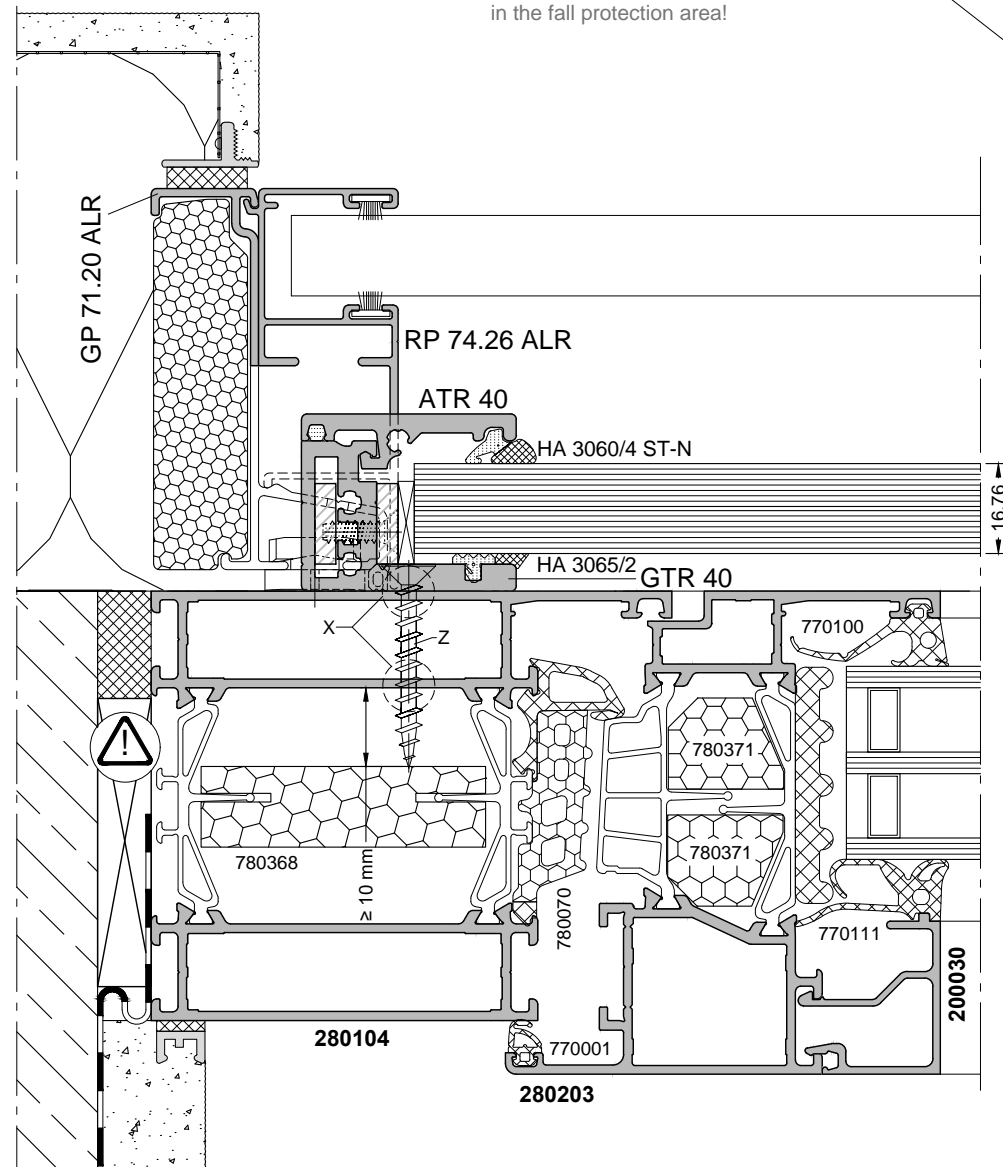 in the fall protection area!
GP 71.20 ALR
RP 74.26 ALR
ATR 40
HA 3060/4 ST-N
16.76
HA 3065/2
GTR 40
X
Z
770100
!
780371
780371
780368
≥ 10 mm
780070
770111
200030
280104
770001
280203